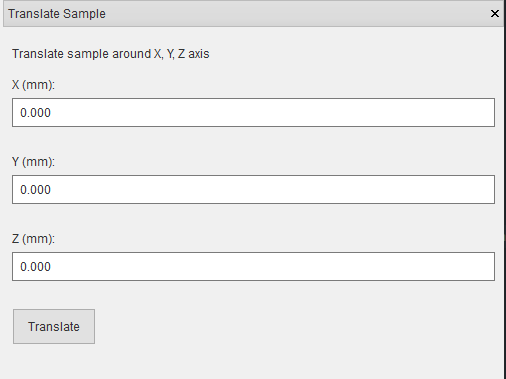 Translate Sample
Translate sample around X, Y, Z axis
X (mm):
0.000
Y (mm):
0.000
Z (mm):
0.000
Translate